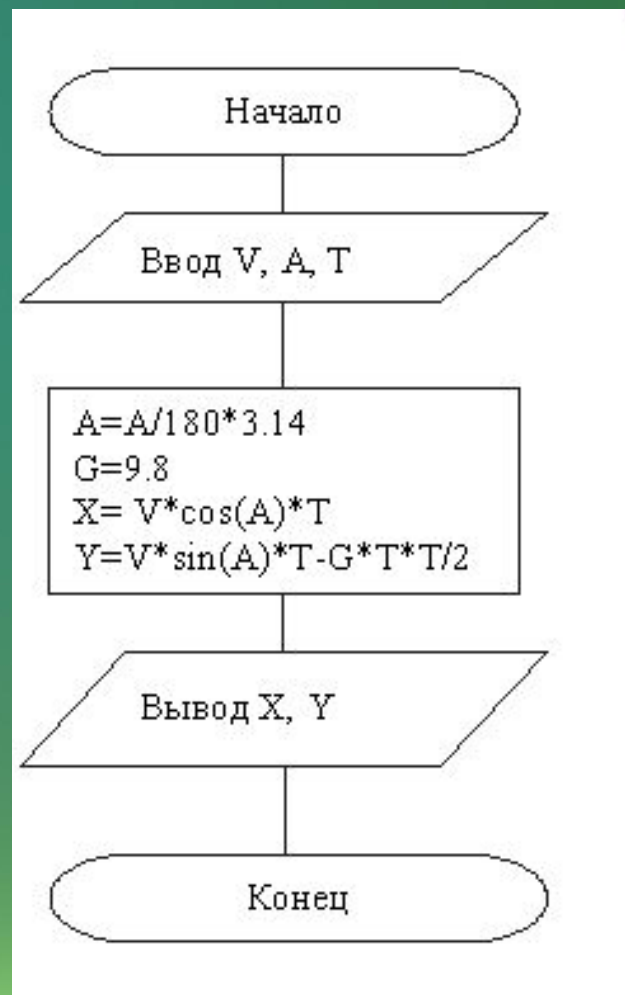 Начало
Ввод V, A, T
A=A/180*3.14
G=9.8
X= V*cos(A)*T
Y=V*sin(A)*T-G*T*T/2
Вывод X, Y
Конец